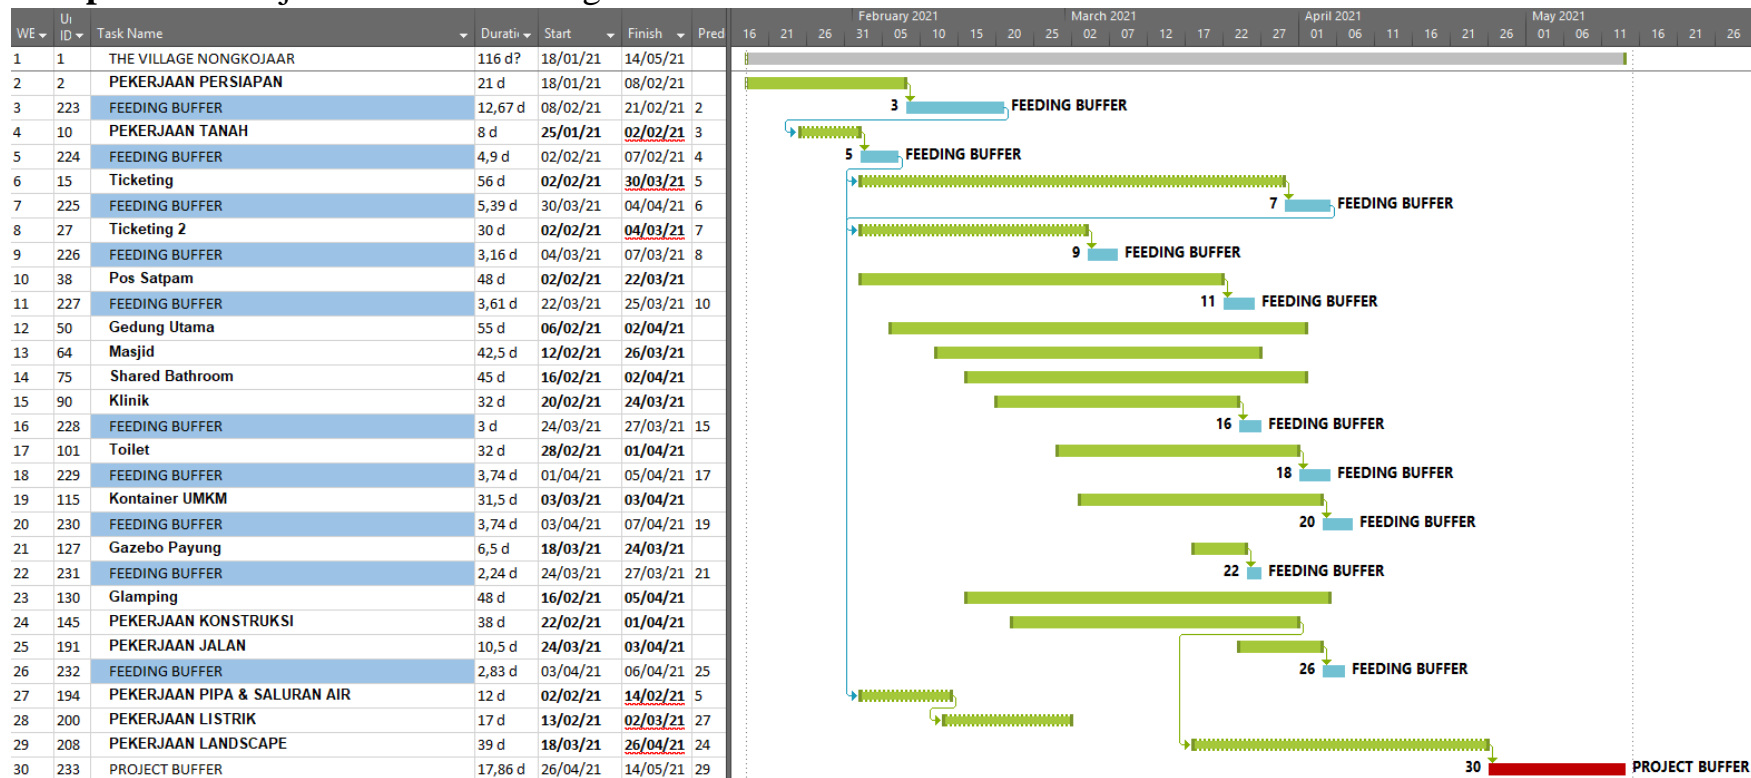 February 2021 March 2021 April 2021 May 2021
WE ID Task Name Durati Start Finish Pred 16 21 26 31 05 10 15 20 25 02 07 12 17 22 27 01 06 11 16 21 26 01 06 11 16 21 26
1 1 THE VILLAGE NONGKOJAAR 116 d? 18/01/21 14/05/21
2 2 PEKERJAAN PERSIAPAN 21 d 18/01/21 08/02/21
3 223 FEEDING BUFFER 12,67 d 08/02/21 21/02/21 2 3 FEEDING BUFFER
4 10 PEKERJAAN TANAH 8 d 25/01/21 02/02/21 3
5 224 FEEDING BUFFER 4,9 d 02/02/21 07/02/21 4 5 FEEDING BUFFER
6 15 Ticketing 56 d 02/02/21 30/03/21 5
7 225 FEEDING BUFFER 5,39 d 30/03/21 04/04/21 6 7 FEEDING BUFFER
8 27 Ticketing 2 30 d 02/02/21 04/03/21 7
9 226 FEEDING BUFFER 3,16 d 04/03/21 07/03/21 8 9 FEEDING BUFFER
10 38 Pos Satpam 48 d 02/02/21 22/03/21
11 227 FEEDING BUFFER 3,61 d 22/03/21 25/03/21 10 11 FEEDING BUFFER
12 50 Gedung Utama 55 d 06/02/21 02/04/21
13 64 Masjid 42,5 d 12/02/21 26/03/21
14 75 Shared Bathroom 45 d 16/02/21 02/04/21
15 90 Klinik 32 d 20/02/21 24/03/21
16 228 FEEDING BUFFER 3 d 24/03/21 27/03/21 15 16 FEEDING BUFFER
17 101 Toilet 32 d 28/02/21 01/04/21
18 229 FEEDING BUFFER 3,74 d 01/04/21 05/04/21 17 18 FEEDING BUFFER
19 115 Kontainer UMKM 31,5 d 03/03/21 03/04/21
20 230 FEEDING BUFFER 3,74 d 03/04/21 07/04/21 19 20 FEEDING BUFFER
21 127 Gazebo Payung 6,5 d 18/03/21 24/03/21
22 231 FEEDING BUFFER 2,24 d 24/03/21 27/03/21 21 22 FEEDING BUFFER
23 130 Glamping 48 d 16/02/21 05/04/21
24 145 PEKERJAAN KONSTRUKSI 38 d 22/02/21 01/04/21
25 191 PEKERJAAN JALAN 10,5 d 24/03/21 03/04/21
26 232 FEEDING BUFFER 2,83 d 03/04/21 06/04/21 25 26 FEEDING BUFFER
27 194 PEKERJAAN PIPA & SALURAN AIR 12 d 02/02/21 14/02/21 5
28 200 PEKERJAAN LISTRIK 17 d 13/02/21 02/03/21 27
29 208 PEKERJAAN LANDSCAPE 39 d 18/03/21 26/04/21 24
30 233 PROJECT BUFFER 17,86 d 26/04/21 14/05/21 29 30 PROJECT BUFFER